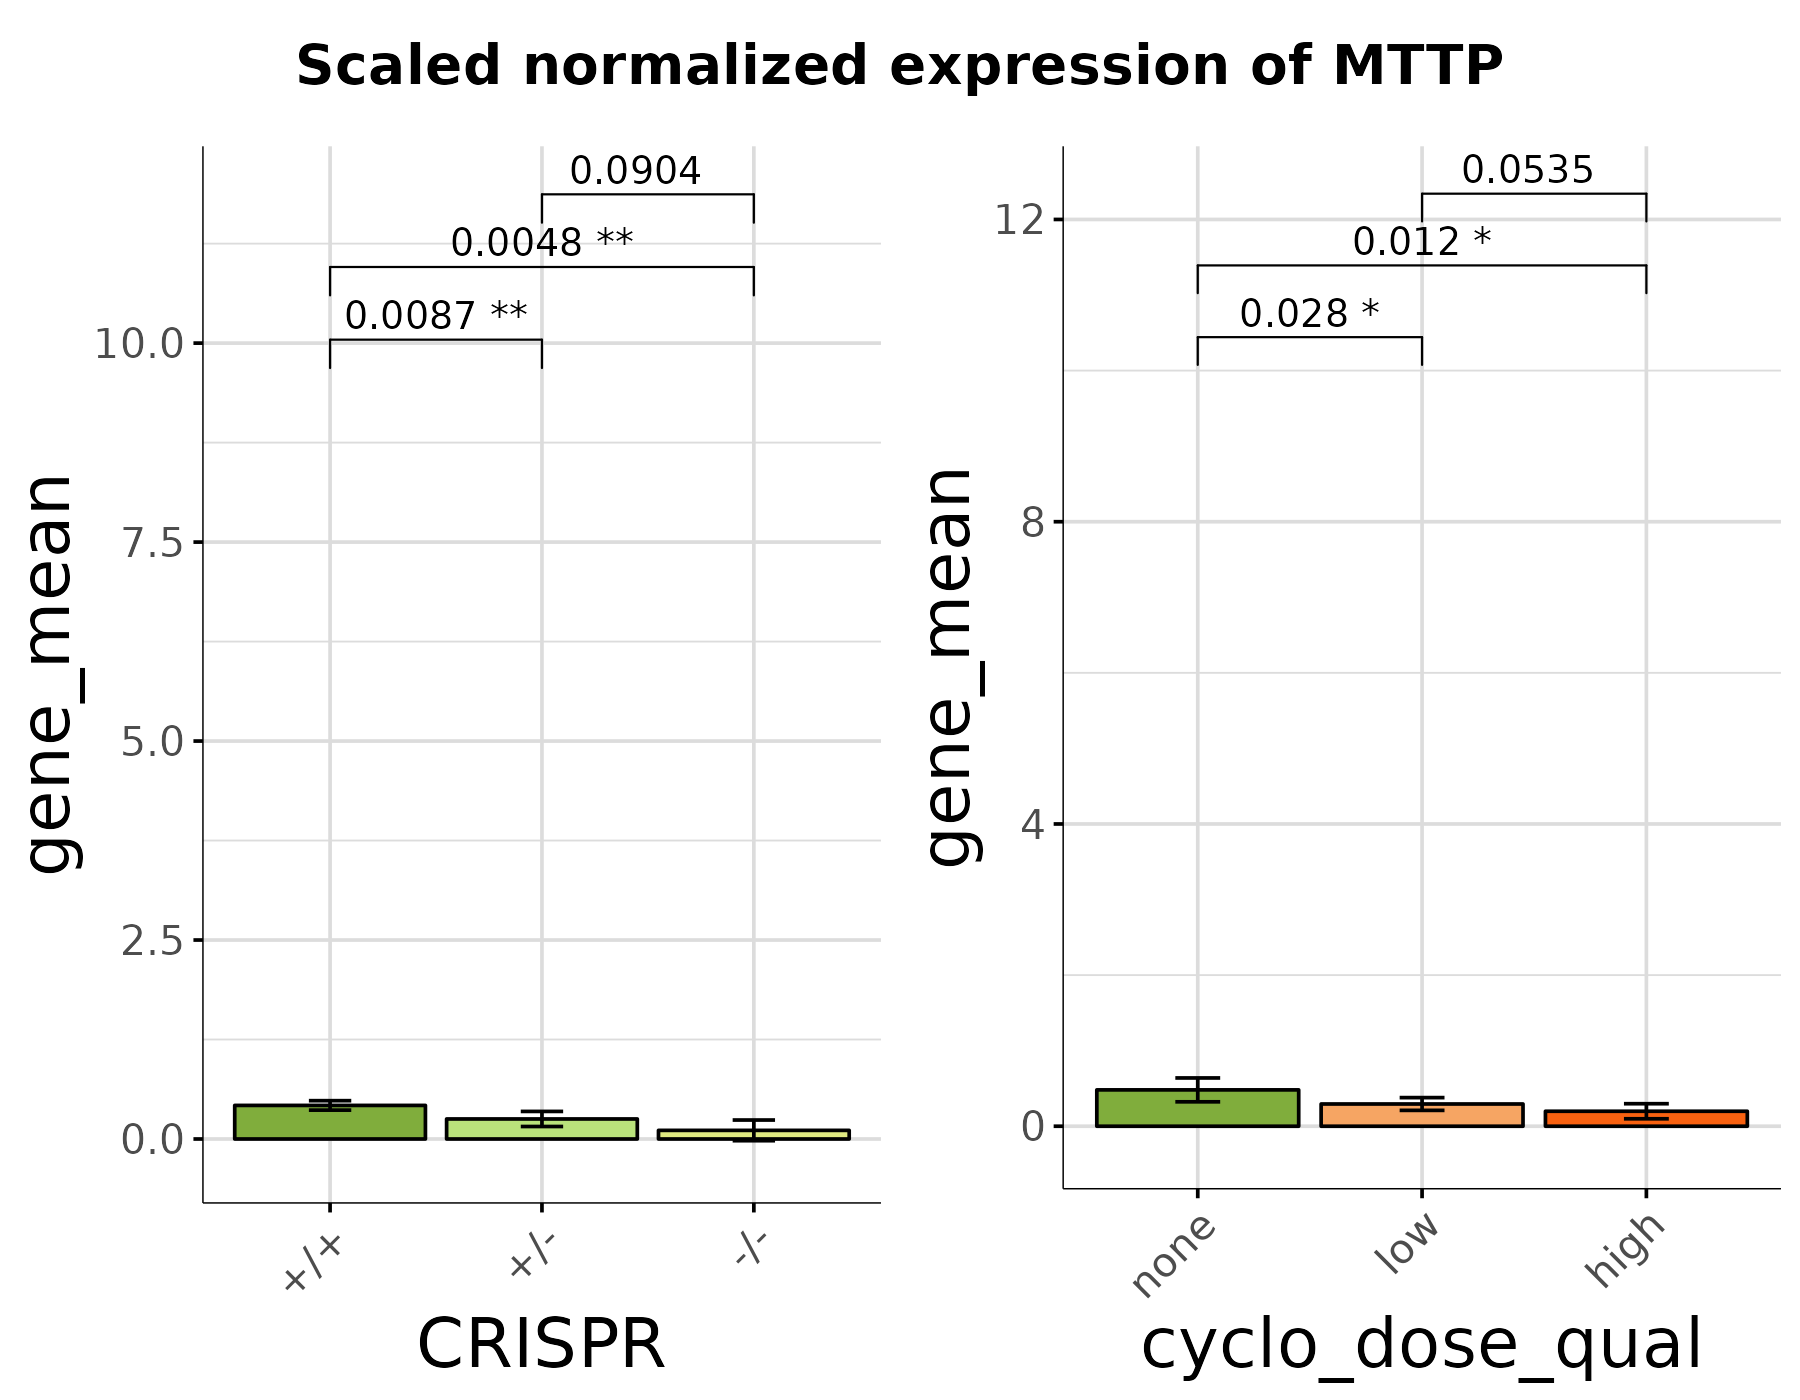 Scaled normalized expression of MTTP
gene_mean
10.0
7.5
5.0
2.5
0.0
0.0904
0.0048 **
0.0087 **
+/+
+/-
-/-
CRISPR
gene_mean
12
8
4
0
0.0535
0.012 *
0.028 *
none
low
high
cyclo_dose_qual